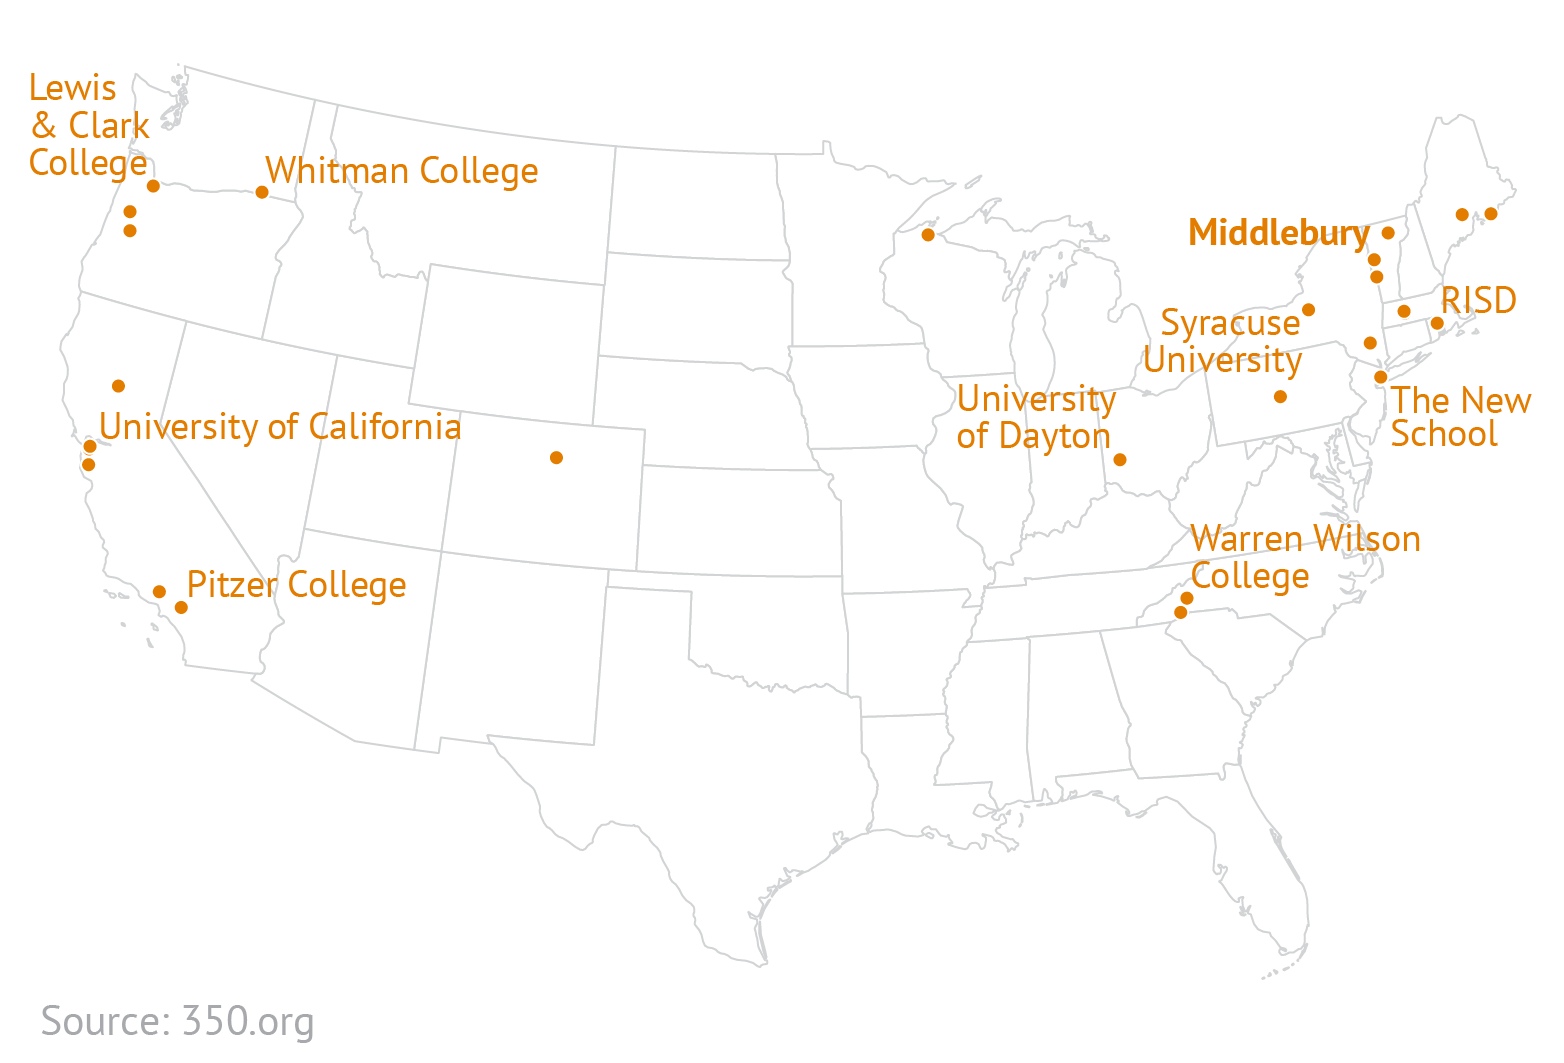 Lewis
& Clark
College
Whitman College
Middlebury
RISD
Syracuse
University
University
of Dayton
The New
School
University of California
Warren Wilson
College
Pitzer College
Source: 350.org